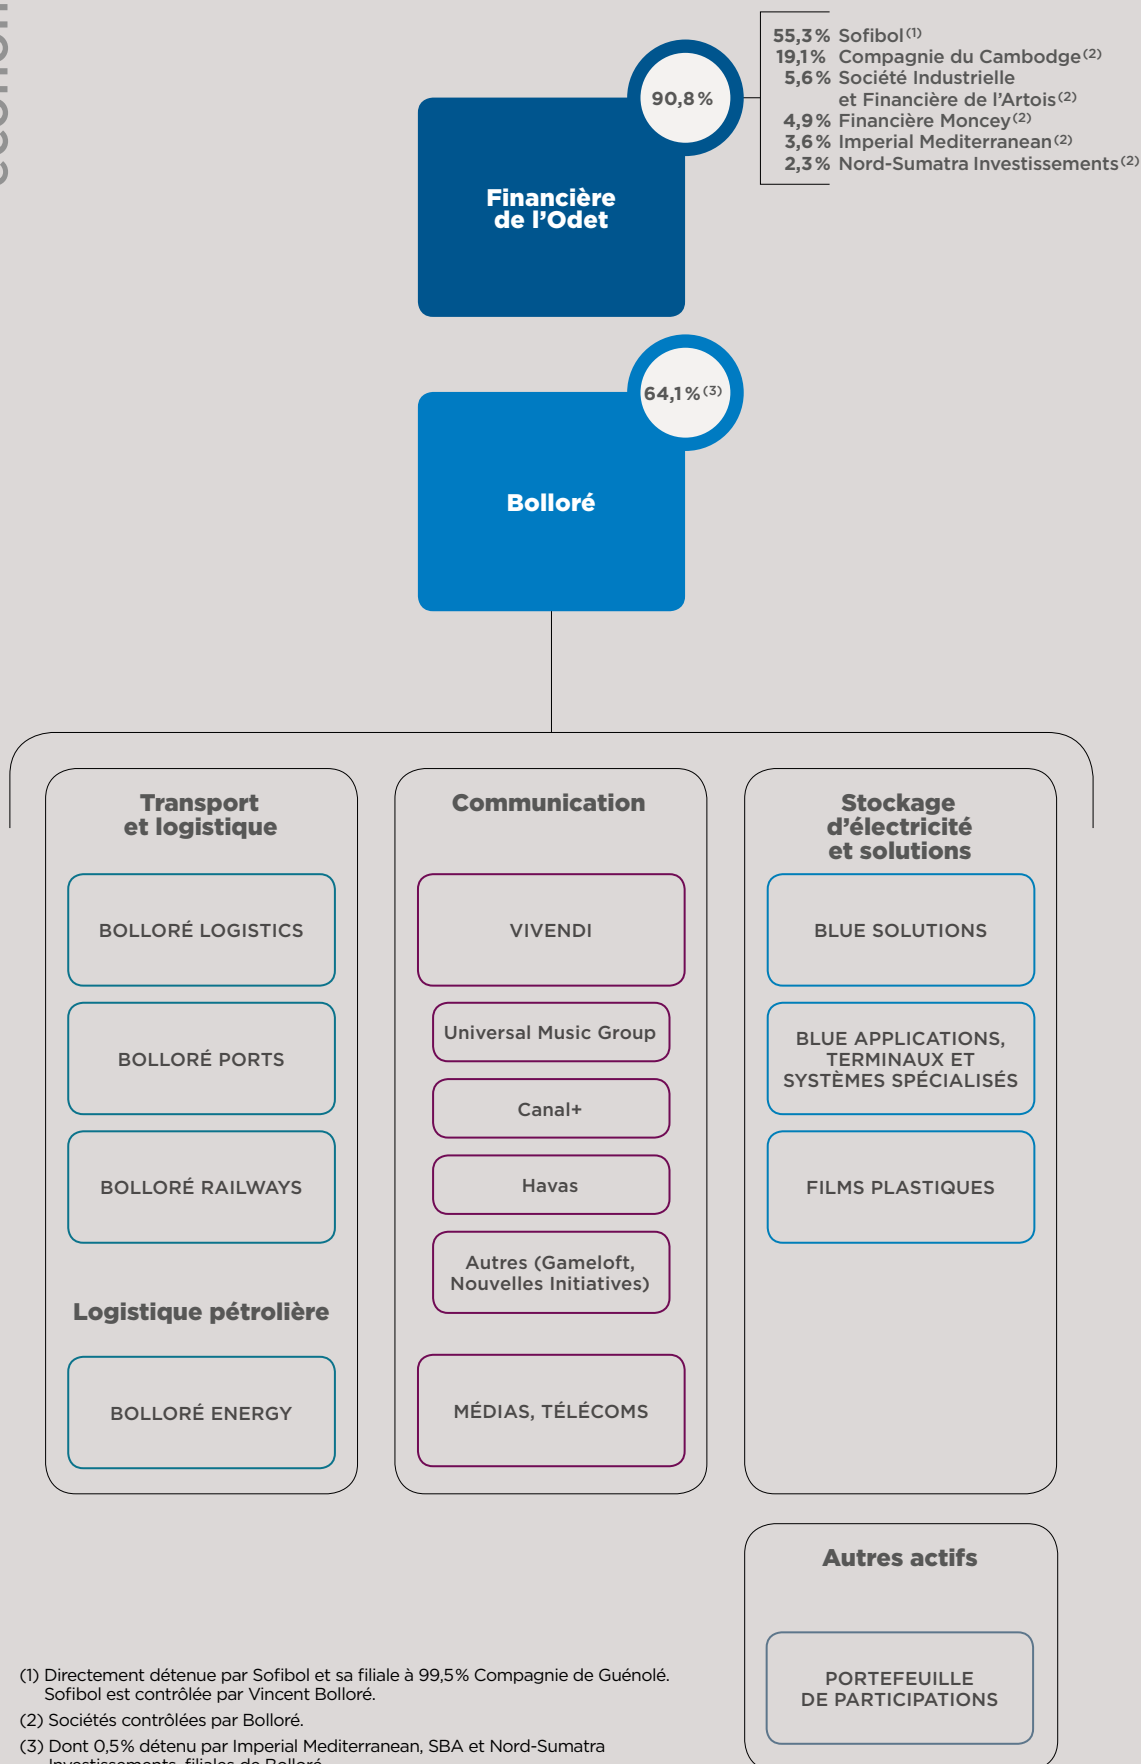 90,8 %
55,3 % Sofibol(1)
19,1 % Compagnie du Cambodge(2)
5,6 % Société Industrielle
et Financière de l’Artois(2)
4,9 % Financière Moncey(2)
3,6 % Imperial Mediterranean(2)
2,3 % Nord-Sumatra Investissements(2)
Financière
de l’Odet
64,1 % (3)
Bolloré
Transport
et logistique
BOLLORÉ LOGISTICS
BOLLORÉ PORTS
BOLLORÉ RAILWAYS
Logistique pétrolière
BOLLORÉ ENERGY
Communication
VIVENDI
Universal Music Group
Canal+
Havas
Autres (Gameloft,
Nouvelles Initiatives)
MÉDIAS, TÉLÉCOMS
Stockage
d’électricité
et solutions
BLUE SOLUTIONS
BLUE APPLICATIONS,
TERMINAUX ET
SYSTÈMES SPÉCIALISÉS
FILMS PLASTIQUES
Autres actifs
PORTEFEUILLE
DE PARTICIPATIONS
(1) Directement détenue par Sofibol et sa filiale à 99,5 % Compagnie de Guénolé.
Sofibol est contrôlée par Vincent Bolloré.
(2) Sociétés contrôlées par Bolloré.
(3) Dont 0,5 % détenu par Imperial Mediterranean, SBA et Nord-Sumatra
Investissements, filiales de Bolloré.